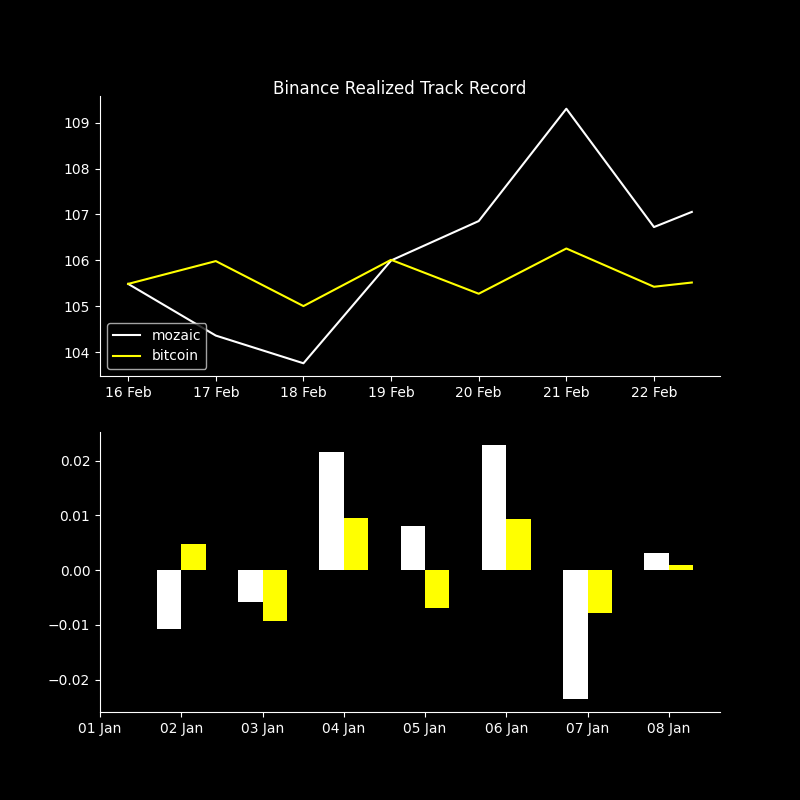 Binance Realized Track Record
109
108
107
106
105
104
mozaic
bitcoin
16 Feb 17 Feb 18 Feb 19 Feb 20 Feb 21 Feb 22 Feb
0.02
0.01
0.00
−0.01
−0.02
01 Jan 02 Jan 03 Jan 04 Jan 05 Jan 06 Jan 07 Jan 08 Jan